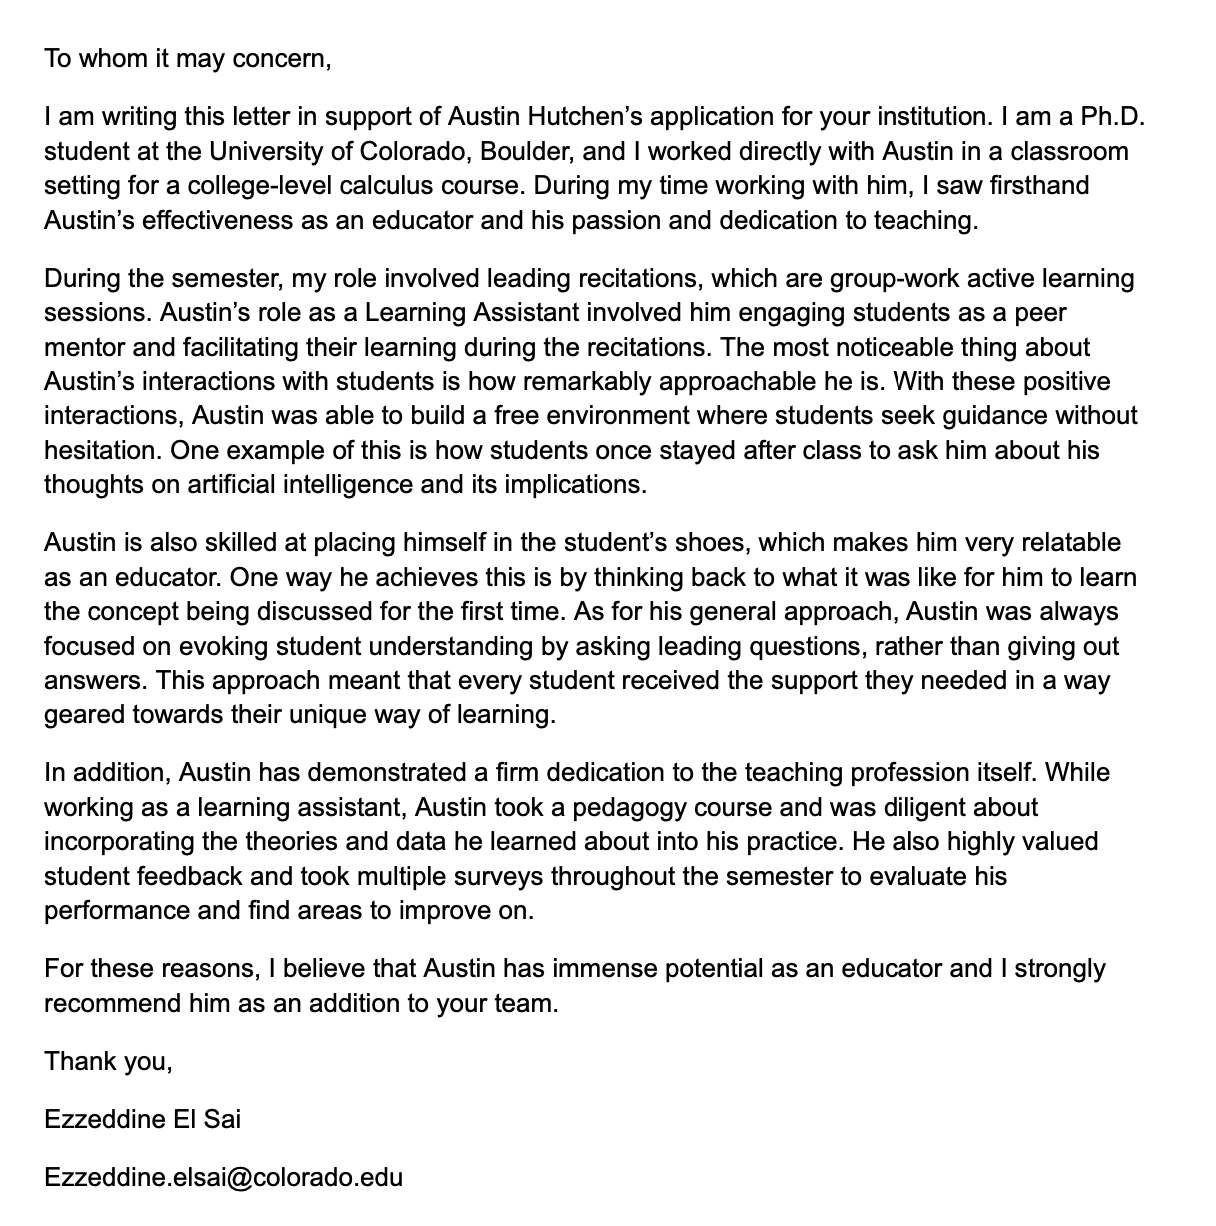 To whom it may concern,
I am writing this letter in support of Austin Hutchen’s application for your institution. I am a Ph.D.
student at the University of Colorado, Boulder, and I worked directly with Austin in a classroom
setting for a college-level calculus course. During my time working with him, I saw firsthand
Austin’s effectiveness as an educator and his passion and dedication to teaching.
During the semester, my role involved leading recitations, which are group-work active learning
sessions. Austin’s role as a Learning Assistant involved him engaging students as a peer
mentor and facilitating their learning during the recitations. The most noticeable thing about
Austin’s interactions with students is how remarkably approachable he is. With these positive
interactions, Austin was able to build a free environment where students seek guidance without
hesitation. One example of this is how students once stayed after class to ask him about his
thoughts on artificial intelligence and its implications.
Austin is also skilled at placing himself in the student’s shoes, which makes him very relatable
as an educator. One way he achieves this is by thinking back to what it was like for him to learn
the concept being discussed for the first time. As for his general approach, Austin was always
focused on evoking student understanding by asking leading questions, rather than giving out
answers. This approach meant that every student received the support they needed in a way
geared towards their unique way of learning.
In addition, Austin has demonstrated a firm dedication to the teaching profession itself. While
working as a learning assistant, Austin took a pedagogy course and was diligent about
incorporating the theories and data he learned about into his practice. He also highly valued
student feedback and took multiple surveys throughout the semester to evaluate his
performance and find areas to improve on.
For these reasons, I believe that Austin has immense potential as an educator and I strongly
recommend him as an addition to your team.
Thank you,
Ezzeddine El Sai
Ezzeddine.elsai@colorado.edu